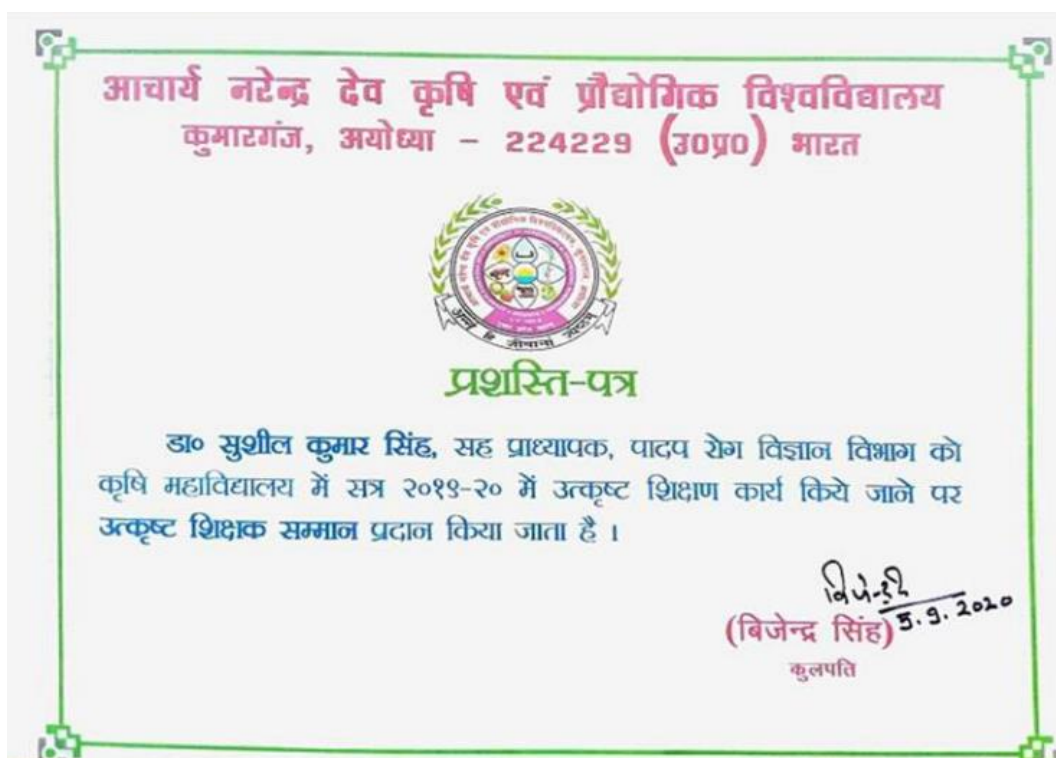 आचार्य नरेन्द्र देव कृषि एवं प्रौद्योगिक विश्वविद्यालय
कुमारगंज, अयोध्या - 224229 (उ0प्र0) भारत
अन्नं हि जीवानां
प्रशस्ति-पत्र
डा० सुशील कुमार सिंह, सह प्राध्यापक, पादप रोग विज्ञान विभाग को
कृषि महाविद्यालय में सत्र २०१९-२० में उत्कृष्ट शिक्षण कार्य किये जाने पर
उत्कृष्ट शिक्षक सम्मान प्रदान किया जाता है ।
5.9.2020
(बिजेन्द्र सिंह)
कुलपति